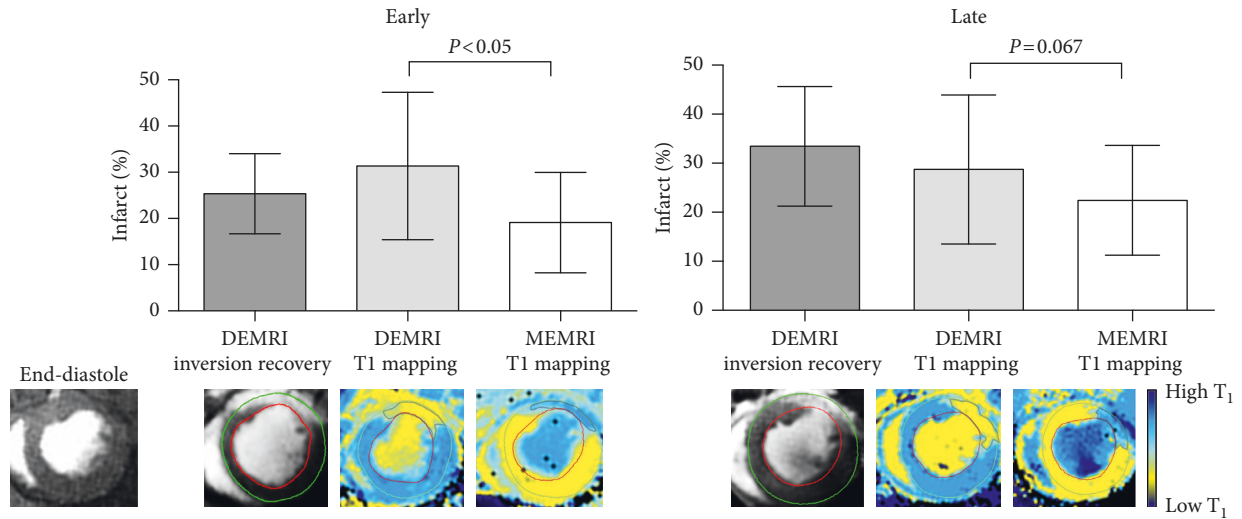 Early
P < 0.05
50
40
30
20
10
0
Infarct (%)
DEMRI
inversion recovery
DEMRI
T1 mapping
MEMRI
T1 mapping
Late
P = 0.067
50
40
30
20
10
0
Infarct (%)
DEMRI
inversion recovery
DEMRI
T1 mapping
MEMRI
T1 mapping
End-diastole
High T1
Low T1